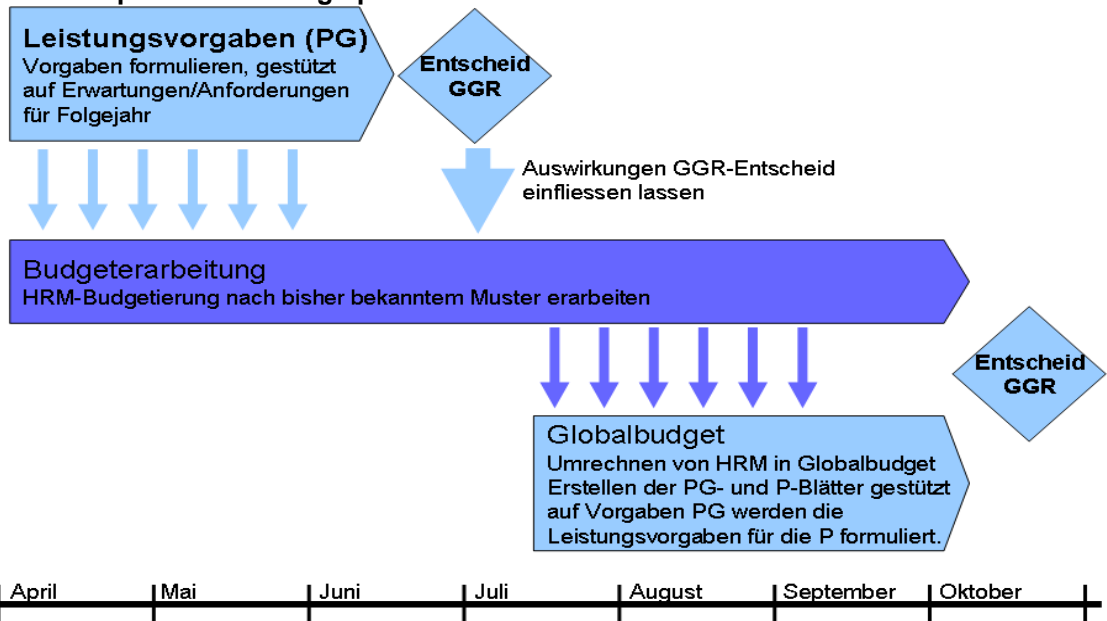 Leistungsvorgaben (PG)
Vorgaben formulieren, gestützt
auf Erwartungen/Anforderungen
für Folgejahr
Entscheid
GGR
Auswirkungen GGR-Entscheid
einfliessen lassen
Budgeterarbeitung
HRM-Budgetierung nach bisher bekanntem Muster erarbeiten
Entscheid
GGR
Globalbudget
Umrechnen von HRM in Globalbudget
Erstellen der PG- und P-Blätter gestützt
auf Vorgaben PG werden die
Leistungsvorgaben für die P formuliert.
April Mai Juni Juli August September Oktober